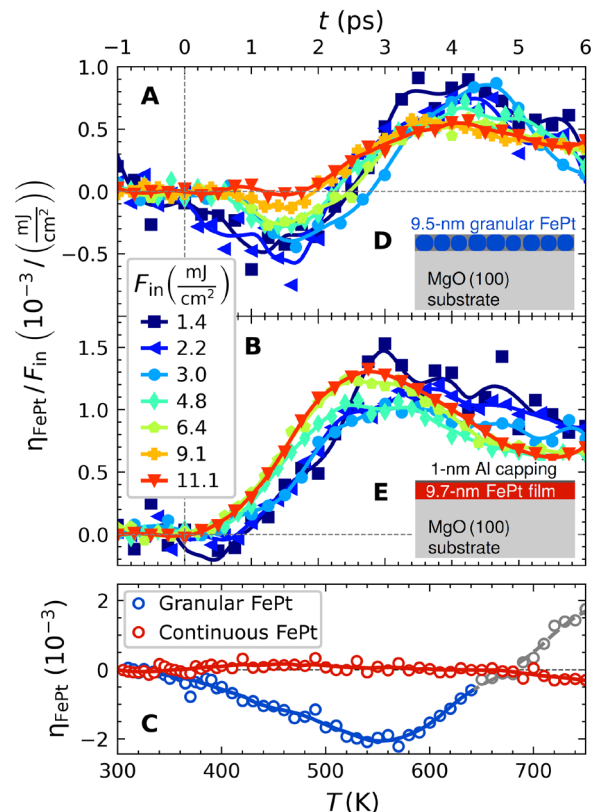 t (ps)
−1 0 1 2 3 4 5 6
1.0
0.5
0.0
−0.5
A
D
9.5-nm granular FePt
MgO (100)
substrate
η_FePt / F_in (10⁻³ / (mJ/cm²))
F_in (mJ/cm²)
1.4
2.2
3.0
4.8
6.4
9.1
11.1
B
1.5
1.0
0.5
0.0
E
1-nm Al capping
9.7-nm FePt film
MgO (100)
substrate
η_FePt (10⁻³)
2
0
−2
Granular FePt
Continuous FePt
C
300 400 500 600 700
T (K)